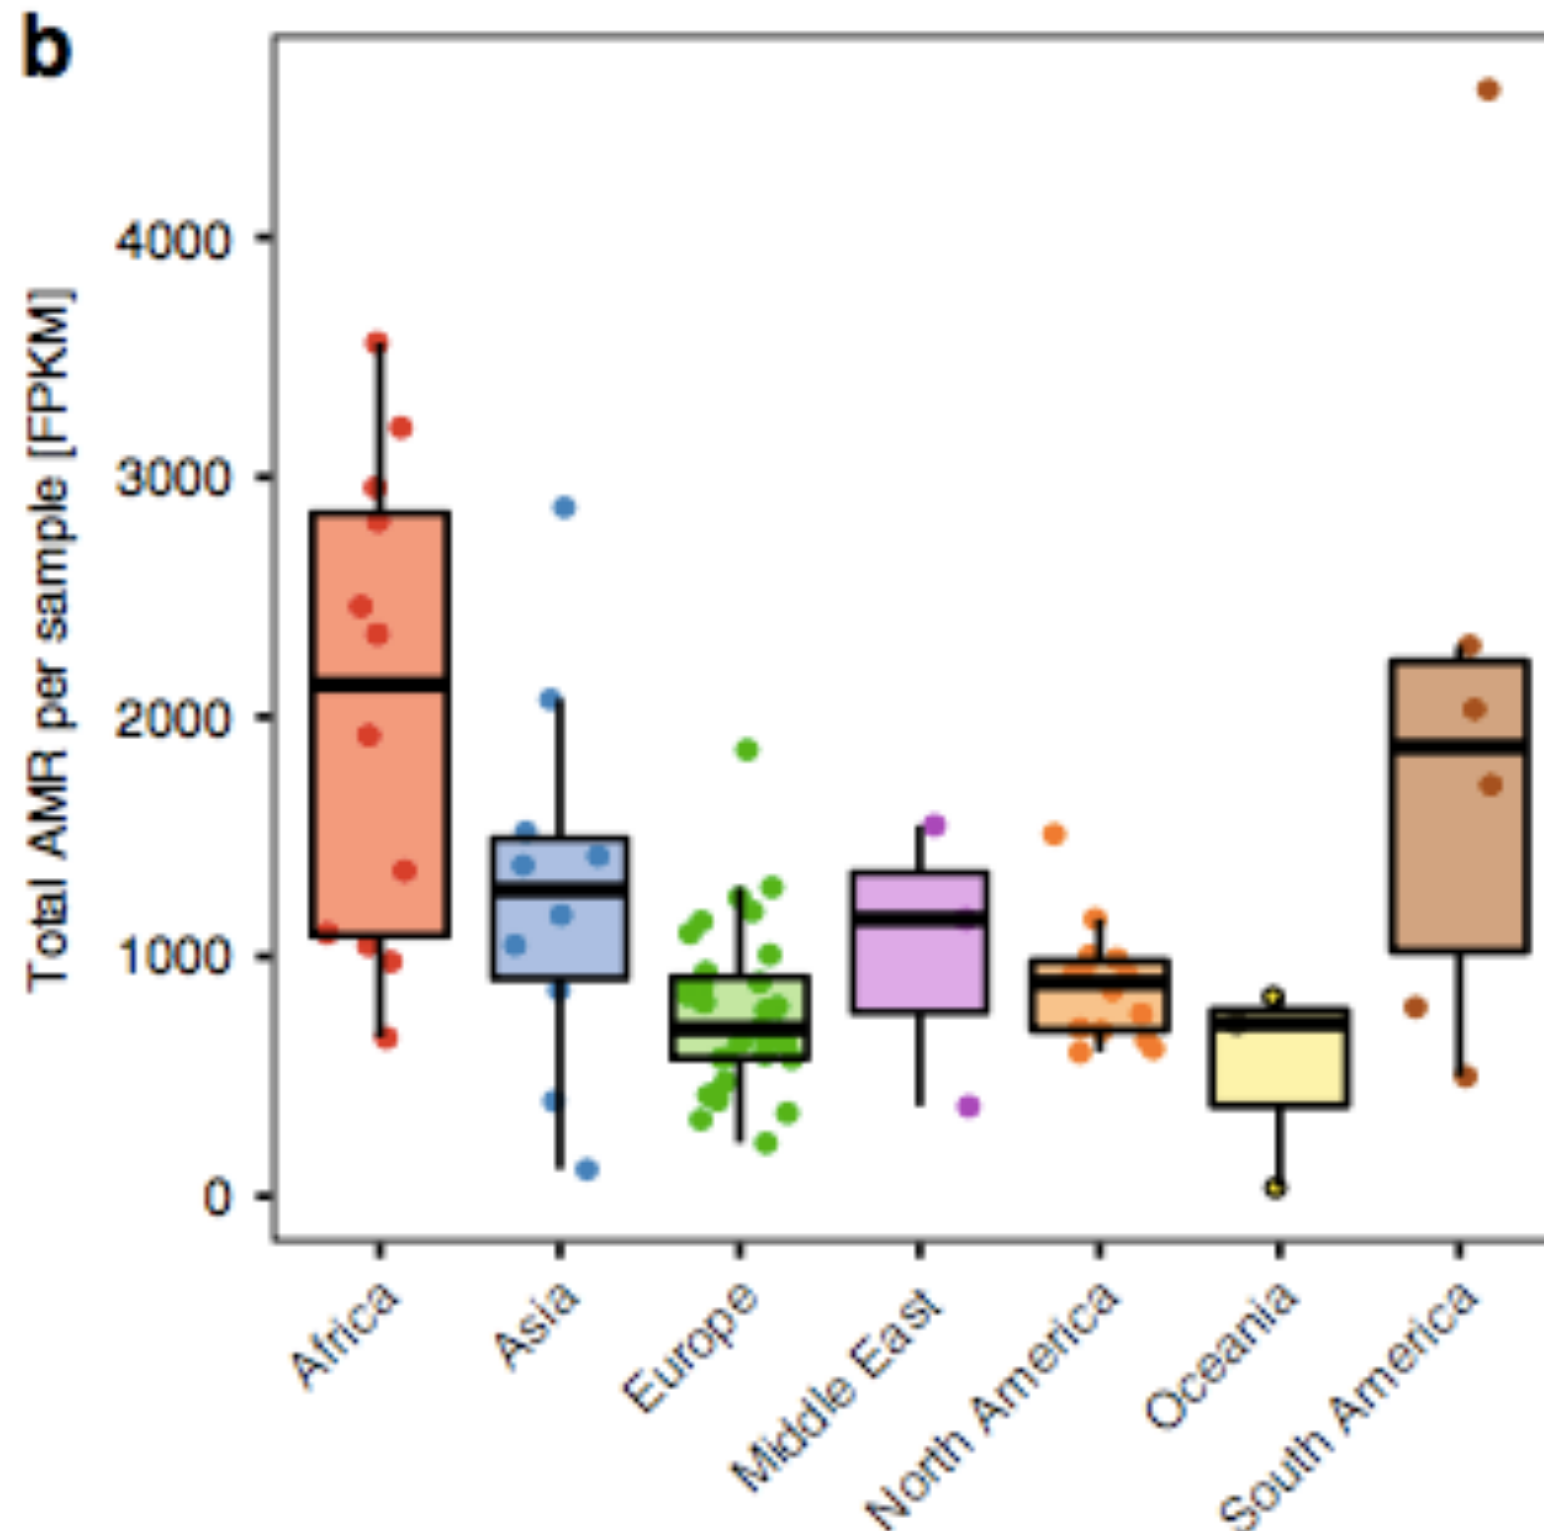 b
Total AMR per sample [FPKM]
4000
3000
2000
1000
0
Africa
Asia
Europe
Middle East
North America
Oceania
South America